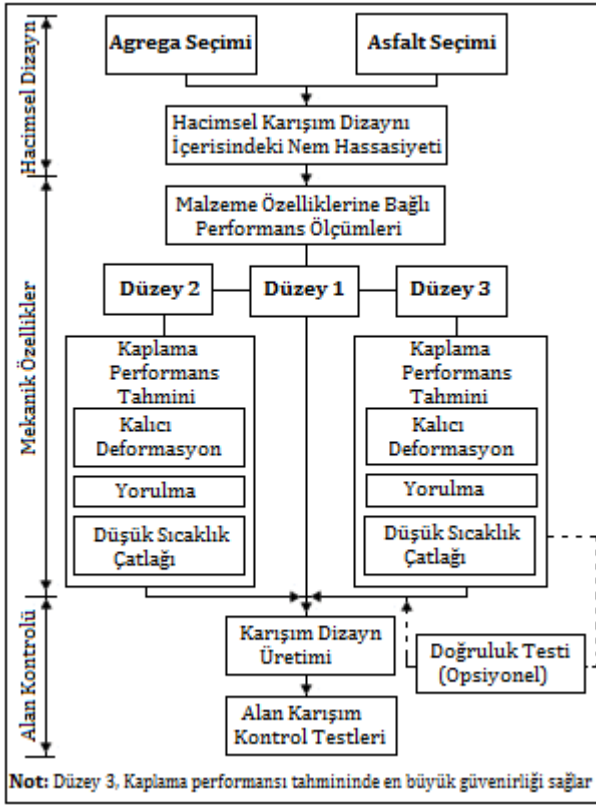 Hacimsel Dizayn
Agrega Seçimi
Asfalt Seçimi
Hacimsel Karışım Dizaynı
İçerisindeki Nem Hassasiyeti
Mekanik Özellikler
Malzeme Özelliklerine Bağlı
Performans Ölçümleri
Düzey 2
Düzey 1
Düzey 3
Kaplama
Performans
Tahmini
Kalıcı
Deformasyon
Yorulma
Düşük Sıcaklık
Çatlağı
Kaplama
Performans
Tahmini
Kalıcı
Deformasyon
Yorulma
Düşük Sıcaklık
Çatlağı
Alan Kontrolü
Karışım Dizayn
Üretimi
Doğruluk Testi
(Opsiyonel)
Alan Karışım
Kontrol Testleri
Not: Düzey 3, Kaplama performansı tahmininde en büyük güvenirliği sağlar